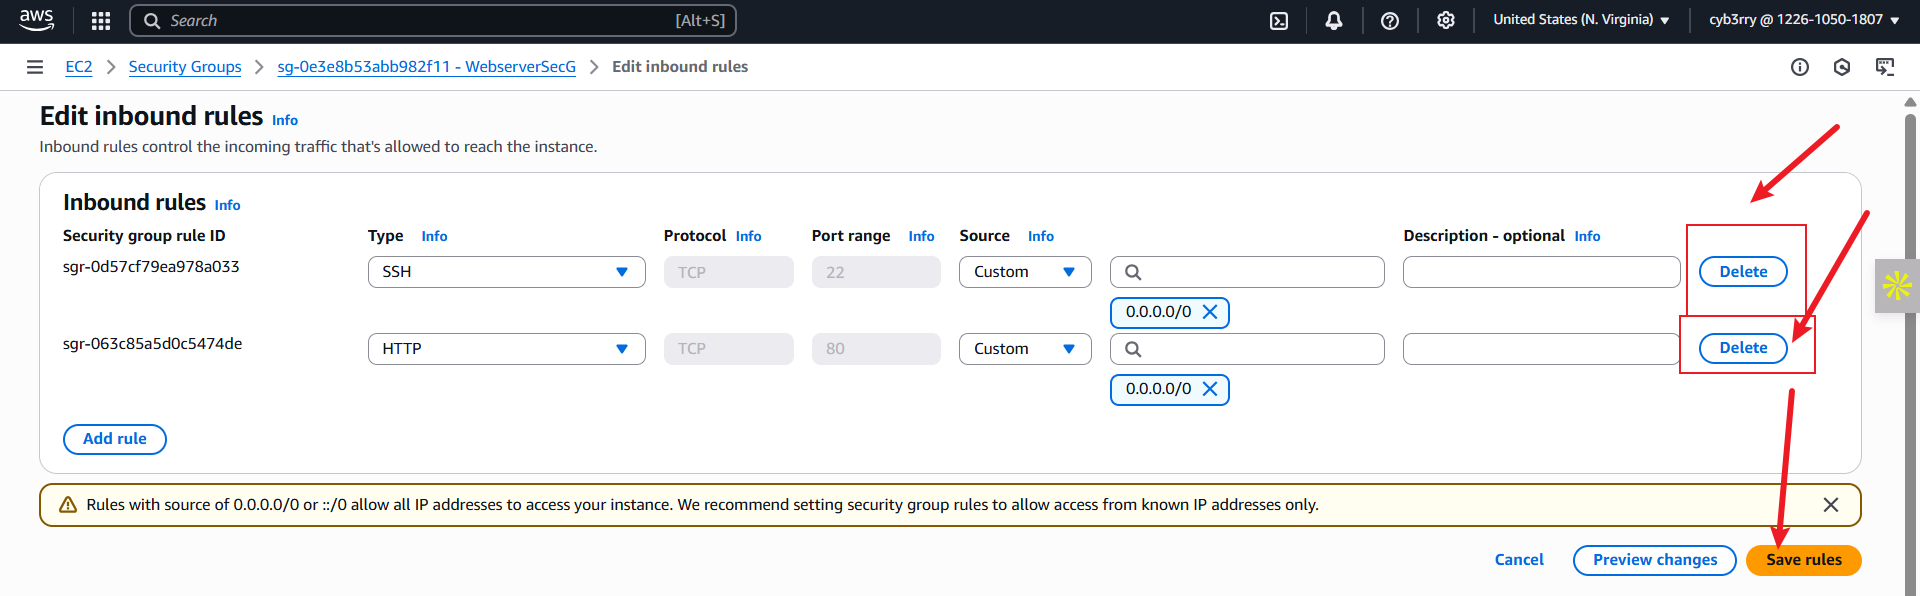 aws
Search [Alt+S]
United States (N. Virginia) cyb3rry @ 1226-1050-1807
EC2 Security Groups sg-0e3e8b53abb982f11 - WebserverSecG Edit inbound rules
Edit inbound rules Info
Inbound rules control the incoming traffic that's allowed to reach the instance.
Inbound rules Info
Security group rule ID Type Info Protocol Info Port range Info Source Info Description - optional Info
sgr-0d57cf79ea978a033 SSH TCP 22 Custom Delete
0.0.0.0/0
sgr-063c85a5d0c5474de HTTP TCP 80 Custom Delete
0.0.0.0/0
Add rule
Rules with source of 0.0.0.0/0 or ::/0 allow all IP addresses to access your instance. We recommend setting security group rules to allow access from known IP addresses only.
Cancel Preview changes Save rules